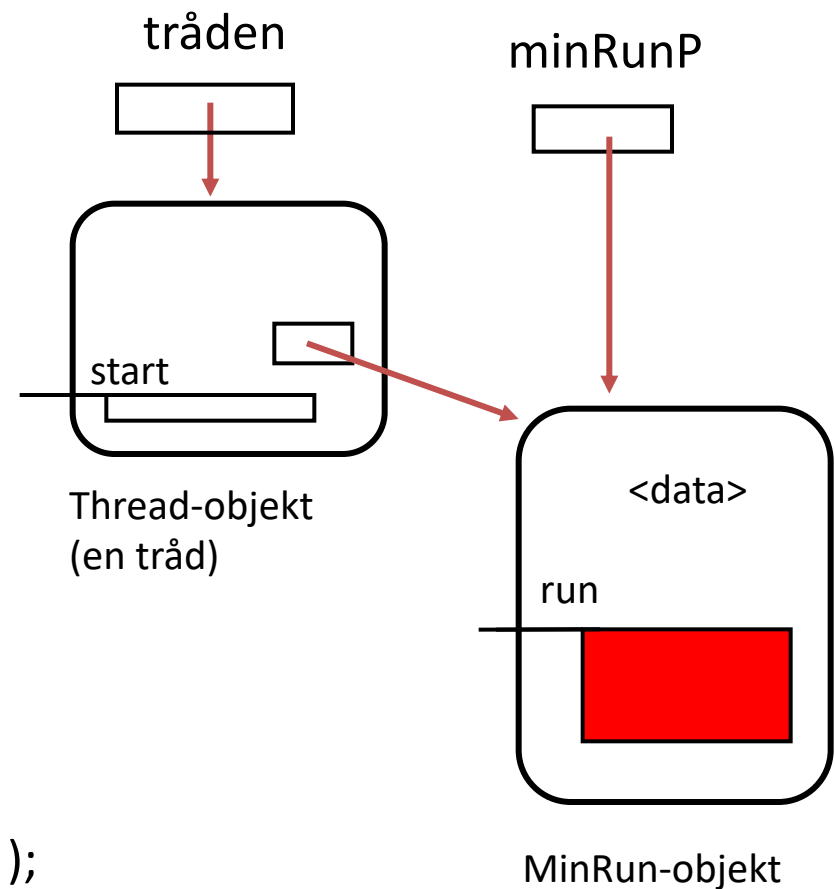 tråden
minRunP
start
Thread-objekt
(en tråd)
<data>
run
);
MinRun-objekt